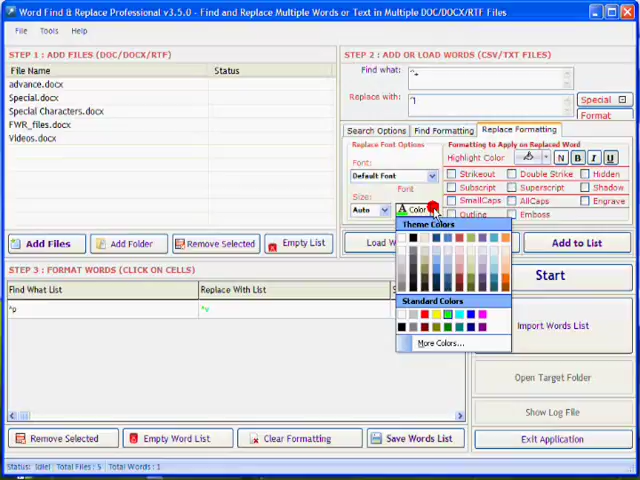 Word Find & Replace Professional v3.5.0 - Find and Replace Multiple Words or Text in Multiple DOC/DOCX/RTF Files
File Tools Help
STEP 1 : ADD FILES (DOC/DOCX/RTF)
File Name Status
advance.docx
Special.docx
Special Characters.docx
FWR_files.docx
Videos.docx
Add Files Add Folder Remove Selected Empty List
STEP 2: ADD OR LOAD WORDS (CSV/TXT FILES)
Find what: ^+
Replace with: ^l
Special
Format
Search Options Find Formatting Replace Formatting
Replace Font Options Formatting to Apply on Replaced Word
Font: Highlight Color N B I U
Default Font Strikeout Double Strike Hidden
Font Subscript Superscript Shadow
Size: SmallCaps AllCaps Engrave
Auto A Color Outline Emboss
Load W Add to List
Theme Colors
Standard Colors
More Colors...
STEP 3 : FORMAT WORDS (CLICK ON CELLS)
Find What List Replace With List S
^p
Start
Import Words List
Open Target Folder
Show Log File
Remove Selected Empty Word List Clear Formatting Save Words List Exit Application
Status: Idle! Total Files : 5 Total Words : 1